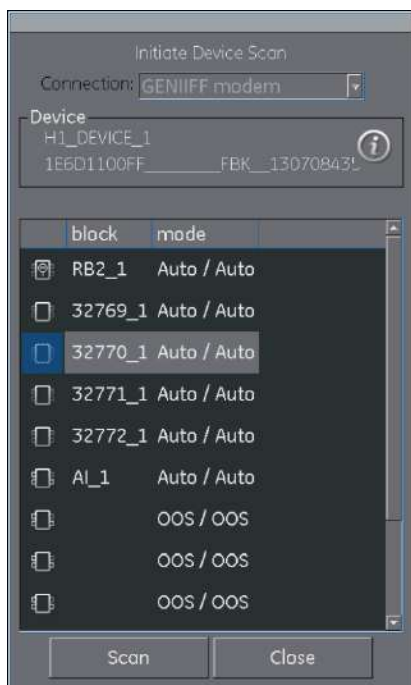 Initiate Device Scan
Connection: GENIIFF modem
Device
H1_DEVICE_1
1E6D1100FF________FBK__13070843
block mode
RB2_1 Auto / Auto
32769_1 Auto / Auto
32770_1 Auto / Auto
32771_1 Auto / Auto
32772_1 Auto / Auto
AI_1 Auto / Auto
OOS / OOS
OOS / OOS
OOS / OOS
Scan Close